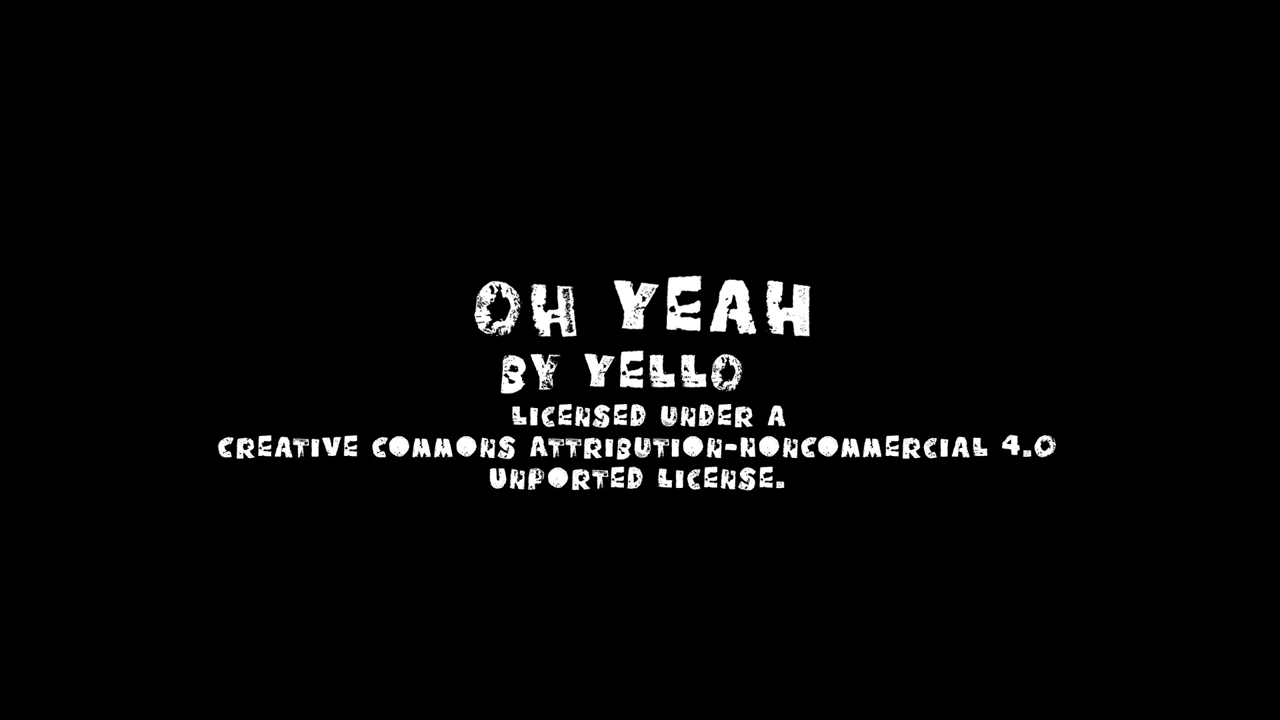 OH YEAH
BY YELLO
LICENSED UNDER A
CREATIVE COMMONS ATTRIBUTION-NONCOMMERCIAL 4.0
UNPORTED LICENSE.